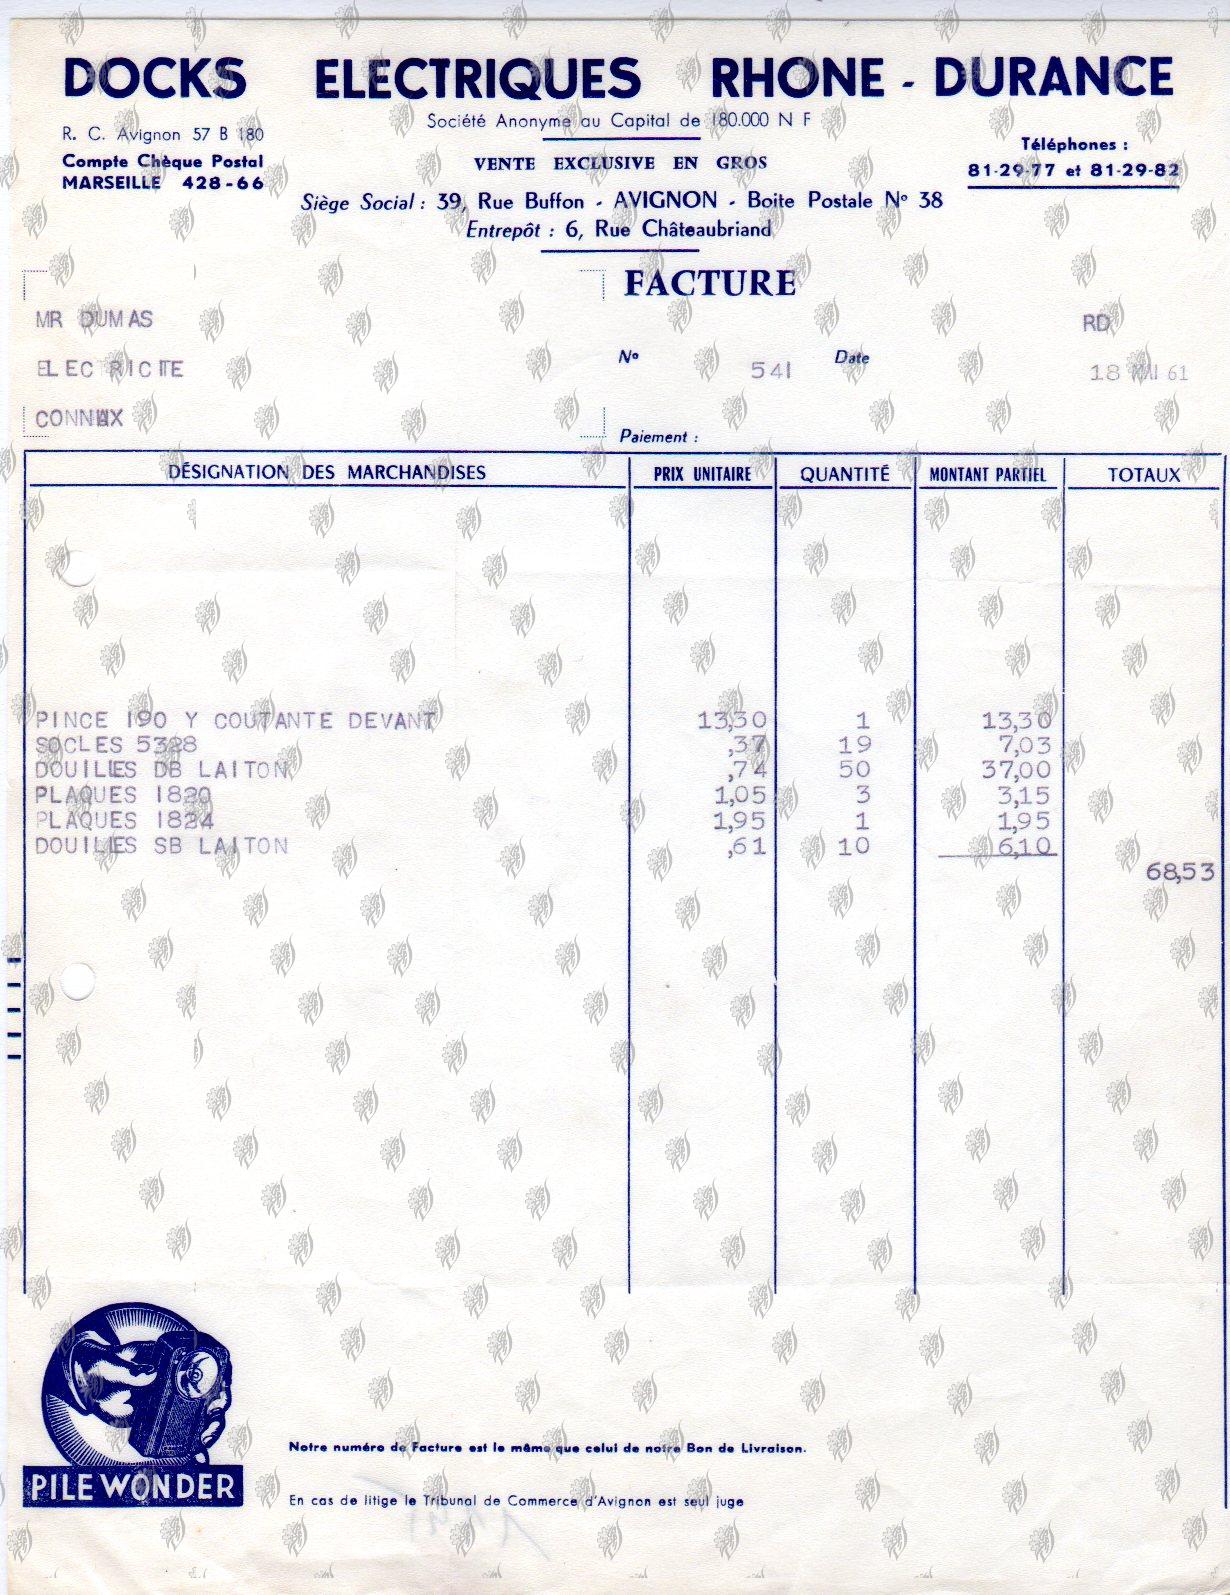 DOCKS ELECTRIQUES RHONE - DURANCE
Société Anonyme au Capital de 180.000 N F
R. C. Avignon 57 B 180
Compte Chèque Postal
MARSEILLE 428-66
VENTE EXCLUSIVE EN GROS
Téléphones :
81-29-77 et 81-29-82
Siège Social : 39, Rue Buffon - AVIGNON - Boite Postale Nº 38
Entrepôt : 6, Rue Châteaubriand
FACTURE
MR DUMAS RD
ELECTRICITE Nº 541 Date 18 MAI 61
Paiement :
DÉSIGNATION DES MARCHANDISES PRIX UNITAIRE QUANTITÉ MONTANT PARTIEL TOTAUX
PINCE 190 Y COUTANTE DEVANT 13,30 1 13,30
SOCLES 5328 ,37 19 7,03
DOUILLES DB LAITON ,74 50 37,00
PLAQUES 1820 1,05 3 3,15
PLAQUES 1824 1,95 1 1,95
DOUILLES SB LAITON ,61 10 6,10
68,53
PILE WONDER
Notre numéro de Facture est le même que celui de notre Bon de Livraison.
En cas de litige le Tribunal de Commerce d'Avignon est seul juge